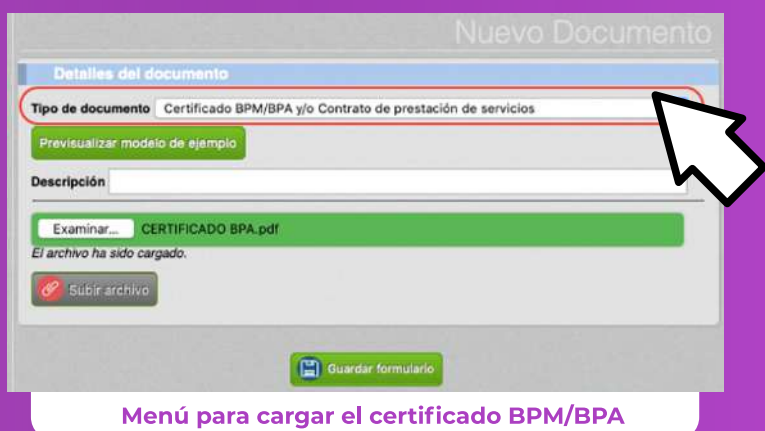 Nuevo Documento
Detalles del documento
Tipo de documento Certificado BPM/BPA y/o Contrato de prestación de servicios
Previsualizar modelo de ejemplo
Descripción
Examinar... CERTIFICADO BPA.pdf
El archivo ha sido cargado.
Subir archivo
Guardar formulario
Menú para cargar el certificado BPM/BPA